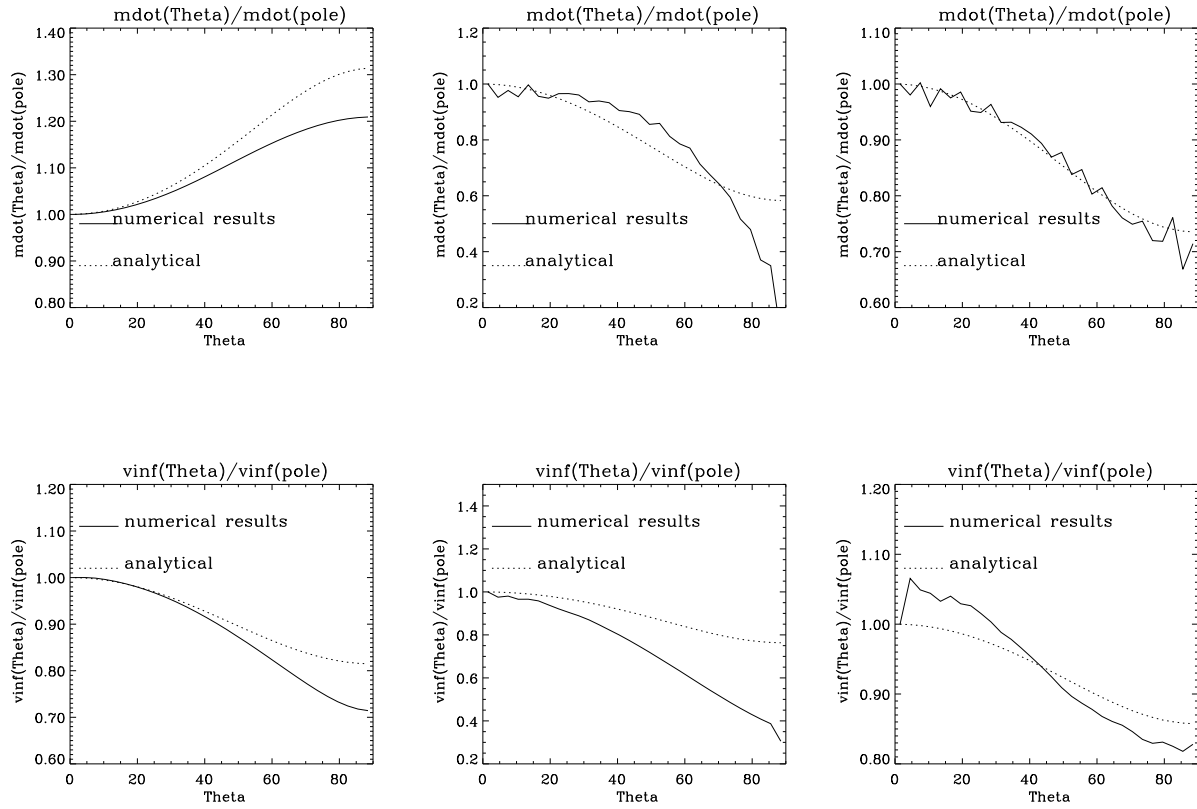 mdot(Theta)/mdot(pole)
1.40
1.30
1.20
1.10
1.00
0.90
0.80
mdot(Theta)/mdot(pole)
numerical results
analytical
0 20 40 60 80
Theta
mdot(Theta)/mdot(pole)
1.2
1.0
0.8
0.6
0.4
0.2
mdot(Theta)/mdot(pole)
numerical results
analytical
0 20 40 60 80
Theta
mdot(Theta)/mdot(pole)
1.10
1.00
0.90
0.80
0.70
0.60
mdot(Theta)/mdot(pole)
numerical results
analytical
0 20 40 60 80
Theta
vinf(Theta)/vinf(pole)
1.20
1.10
1.00
0.90
0.80
0.70
0.60
vinf(Theta)/vinf(pole)
numerical results
analytical
0 20 40 60 80
Theta
vinf(Theta)/vinf(pole)
1.4
1.2
1.0
0.8
0.6
0.4
0.2
vinf(Theta)/vinf(pole)
numerical results
analytical
0 20 40 60 80
Theta
vinf(Theta)/vinf(pole)
1.20
1.10
1.00
0.90
0.80
vinf(Theta)/vinf(pole)
numerical results
analytical
0 20 40 60 80
Theta